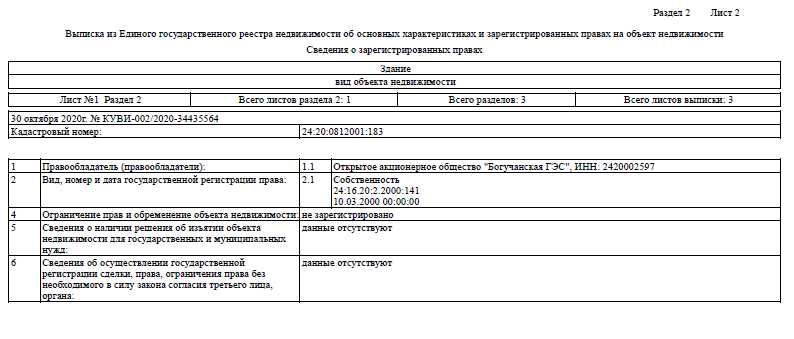 Раздел 2 Лист 2
Выписка из Единого государственного реестра недвижимости об основных характеристиках и зарегистрированных правах на объект недвижимости
Сведения о зарегистрированных правах
Здание
вид объекта недвижимости
Лист №1 Раздел 2 Всего листов раздела 2: 1 Всего разделов: 3 Всего листов выписки: 3
30 октября 2020г. № КУВИ-002/2020-34435564
Кадастровый номер: 24:20:0812001:183
1 Правообладатель (правообладатели): 1.1 Открытое акционерное общество "Богучанская ГЭС", ИНН: 2420002597
2 Вид, номер и дата государственной регистрации права: 2.1 Собственность
24:16.20:2.2000:141
10.03.2000 00:00:00
4 Ограничение прав и обременение объекта недвижимости: не зарегистрировано
5 Сведения о наличии решения об изъятии объекта данные отсутствуют
недвижимости для государственных и муниципальных
нужд:
6 Сведения об осуществлении государственной данные отсутствуют
регистрации сделки, права, ограничения права без
необходимого в силу закона согласия третьего лица,
органа: